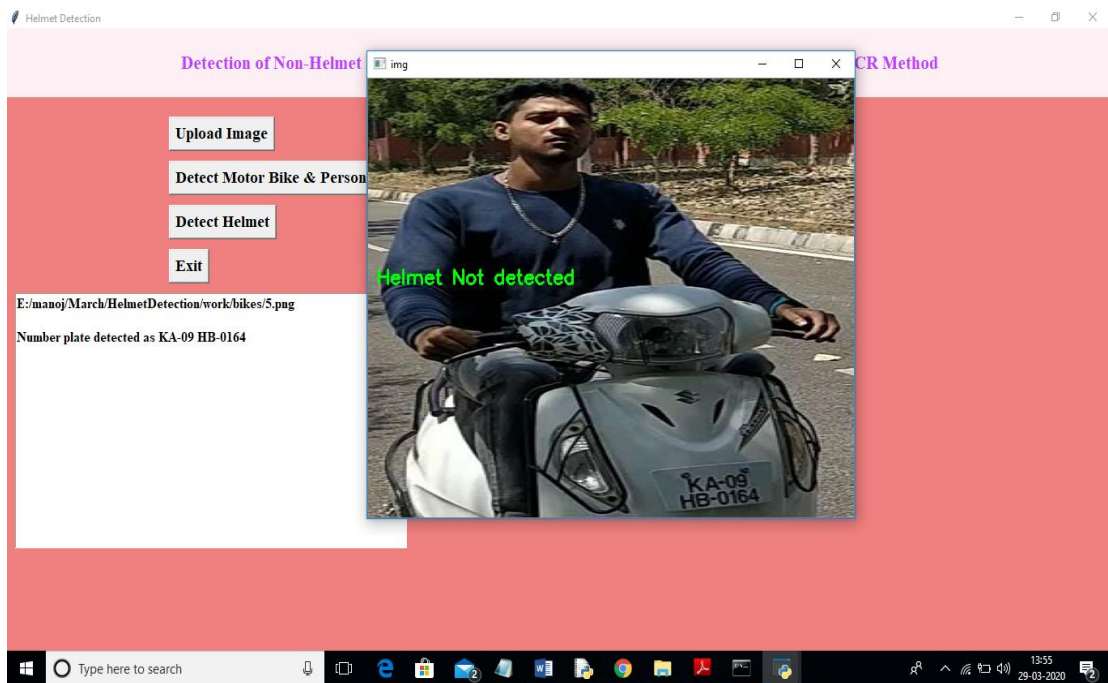 Helmet Detection
Detection of Non-Helmet
CR Method
img
Upload Image
Detect Motor Bike & Person
Detect Helmet
Exit
E:/manoj/March/HelmetDetection/work/bikes/5.png
Number plate detected as KA-09 HB-0164
Helmet Not detected
KA-09
HB-0164
Type here to search
2
13:55
29-03-2020
2